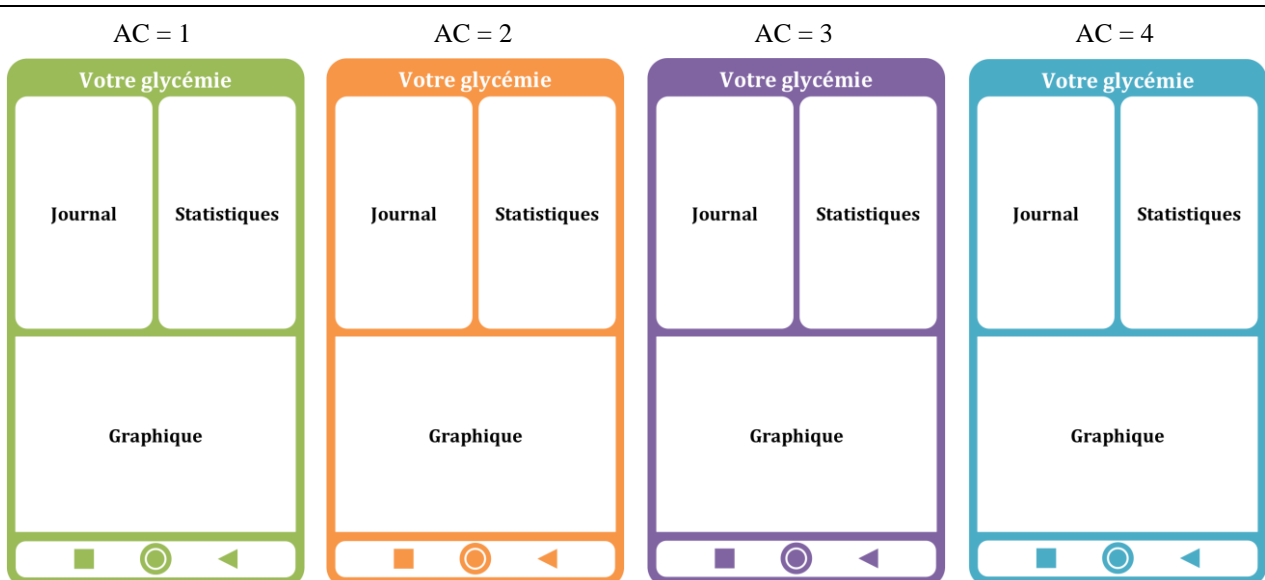 AC = 1
AC = 2
AC = 3
AC = 4
Votre glycémie
Votre glycémie
Votre glycémie
Votre glycémie
Journal
Statistiques
Journal
Statistiques
Journal
Statistiques
Journal
Statistiques
Graphique
Graphique
Graphique
Graphique